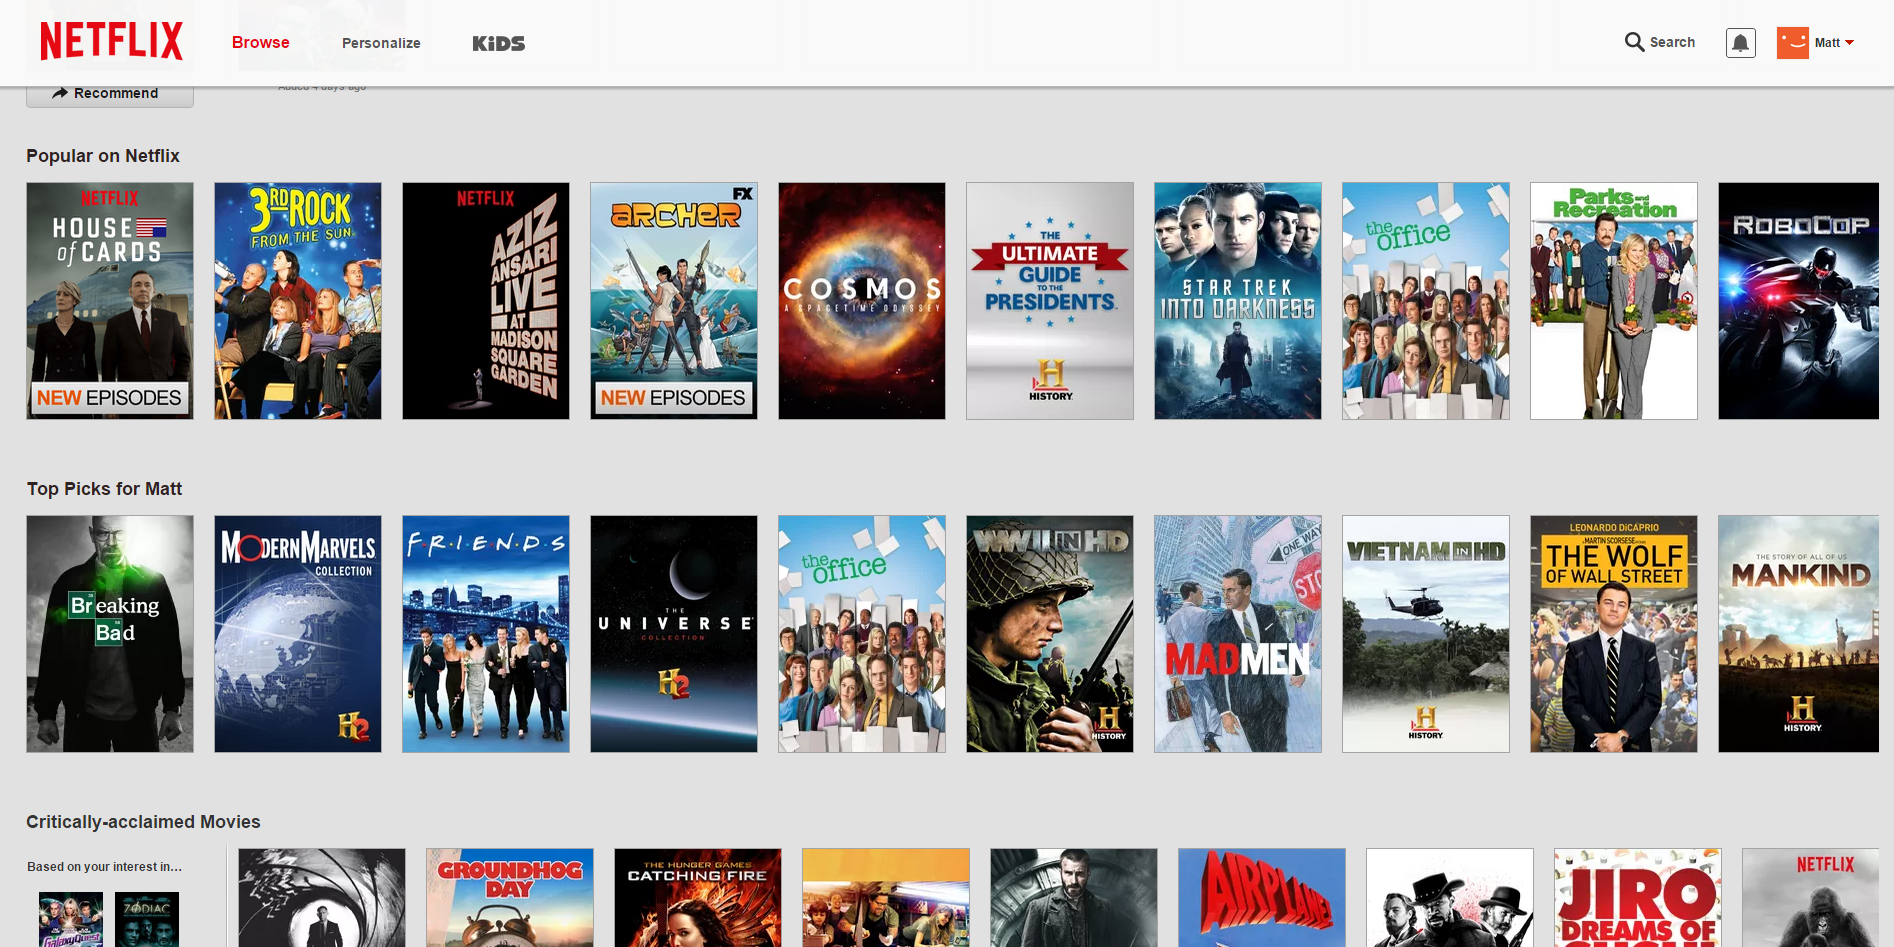 NETFLIX
Browse
Personalize
KiDS
Search
Matt
Recommend
Added 4 days ago
Popular on Netflix
NETFLIX
HOUSE
of CARDS
NEW EPISODES
3RD ROCK
FROM THE SUN
NETFLIX
AZIZ
ANSARI
LIVE
AT
MADISON
SQUARE
GARDEN
FX
ARCHER
NEW EPISODES
COSMOS
A SPACETIME ODYSSEY
THE
ULTIMATE
GUIDE
TO THE
PRESIDENTS
H
HISTORY
STAR TREK
INTO DARKNESS
the office
Parks and
Recreation
ROBOCOP
Top Picks for Matt
Breaking
Bad
MODERN MARVELS
COLLECTION
H2
F·R·I·E·N·D·S
THE
UNIVERSE
COLLECTION
H2
the office
WWII IN HD
H
HISTORY
ONE WAY
MAD MEN
VIETNAM IN HD
H
HISTORY
LEONARDO DiCAPRIO
THE WOLF
OF WALL STREET
THE STORY OF ALL OF US
MANKIND
H
HISTORY
Critically-acclaimed Movies
Based on your interest in...
GalaxyQuest
ZODIAC
GROUNDHOG
DAY
THE HUNGER GAMES
CATCHING FIRE
AIRPLANE!
JIRO
DREAMS OF
NETFLIX